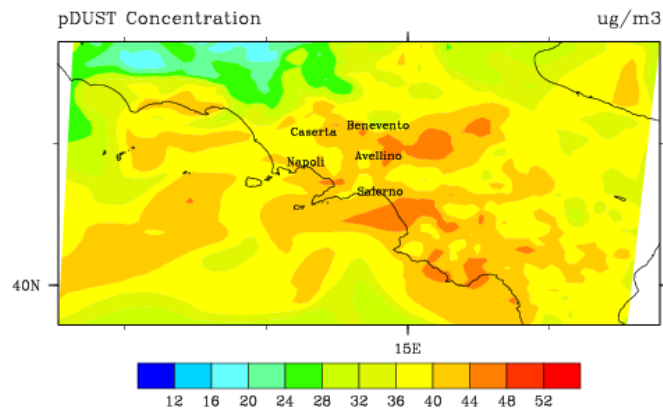 pDUST Concentration ug/m3
Caserta Benevento
Napoli Avellino
Salerno
40N
15E
12 16 20 24 28 32 36 40 44 48 52